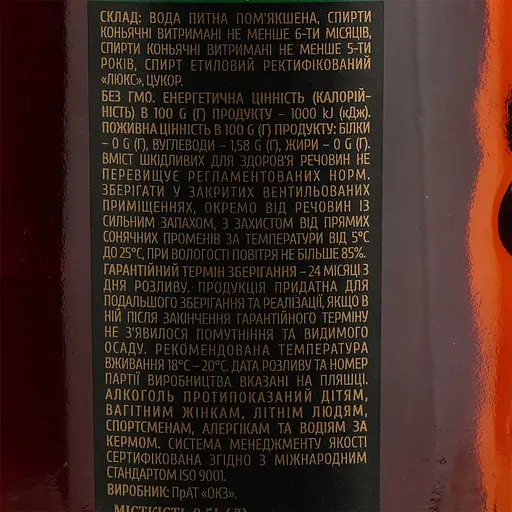 СКЛАД: ВОДА ПИТНА ПОМ'ЯКШЕНА, СПИРТИ
КОНЬЯЧНІ ВИТРИМАНІ НЕ МЕНШЕ 6-ТИ МІСЯЦІВ,
СПИРТИ КОНЬЯЧНІ ВИТРИМАНІ НЕ МЕНШЕ 5-ТИ
РОКІВ, СПИРТ ЕТИЛОВИЙ РЕКТИФІКОВАНИЙ
«ЛЮКС», ЦУКОР.
БЕЗ ГМО. ЕНЕРГЕТИЧНА ЦІННІСТЬ (КАЛОРІЙ-
НІСТЬ) В 100 G (Г) ПРОДУКТУ – 1000 kJ (кДж).
ПОЖИВНА ЦІННІСТЬ В 100 G (Г) ПРОДУКТУ: БІЛКИ
– 0 G (Г), ВУГЛЕВОДИ – 1,58 G (Г), ЖИРИ – 0 G (Г).
ВМІСТ ШКІДЛИВИХ ДЛЯ ЗДОРОВ'Я РЕЧОВИН НЕ
ПЕРЕВИЩУЄ РЕГЛАМЕНТОВАНИХ НОРМ.
ЗБЕРІГАТИ У ЗАКРИТИХ ВЕНТИЛЬОВАНИХ
ПРИМІЩЕННЯХ, ОКРЕМО ВІД РЕЧОВИН ІЗ
СИЛЬНИМ ЗАПАХОМ, З ЗАХИСТОМ ВІД ПРЯМИХ
СОНЯЧНИХ ПРОМЕНІВ ЗА ТЕМПЕРАТУРИ ВІД 5°С
ДО 25°С, ПРИ ВОЛОГОСТІ ПОВІТРЯ НЕ БІЛЬШЕ 85%.
ГАРАНТІЙНИЙ ТЕРМІН ЗБЕРІГАННЯ – 24 МІСЯЦІ З
ДНЯ РОЗЛИВУ. ПРОДУКЦІЯ ПРИДАТНА ДЛЯ
ПОДАЛЬШОГО ЗБЕРІГАННЯ ТА РЕАЛІЗАЦІЇ, ЯКЩО В
НІЙ ПІСЛЯ ЗАКІНЧЕННЯ ГАРАНТІЙНОГО ТЕРМІНУ
НЕ З'ЯВИЛОСЯ ПОМУТНІННЯ ТА ВИДИМОГО
ОСАДУ. РЕКОМЕНДОВАНА ТЕМПЕРАТУРА
ВЖИВАННЯ 18°С – 20°С. ДАТА РОЗЛИВУ ТА НОМЕР
ПАРТІЇ ВИРОБНИЦТВА ВКАЗАНІ НА ПЛЯШЦІ.
АЛКОГОЛЬ ПРОТИПОКАЗАНИЙ ДІТЯМ,
ВАГІТНИМ ЖІНКАМ, ЛІТНІМ ЛЮДЯМ,
СПОРТСМЕНАМ, АЛЕРГІКАМ ТА ВОДІЯМ ЗА
КЕРМОМ. СИСТЕМА МЕНЕДЖМЕНТУ ЯКОСТІ
СЕРТИФІКОВАНА ЗГІДНО З МІЖНАРОДНИМ
СТАНДАРТОМ ISO 9001.
ВИРОБНИК: ПрАТ «ОКЗ».
МІСТКІСТЬ 0,5L (Л)